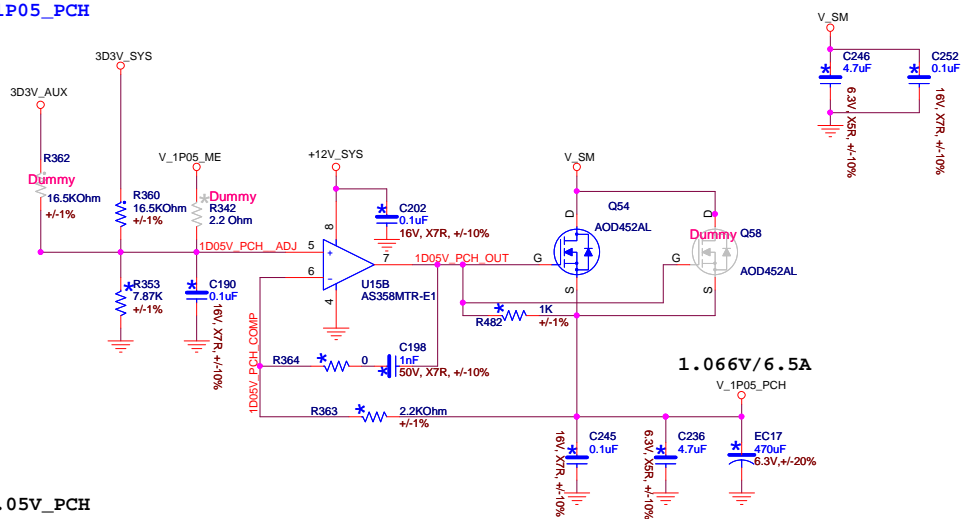 1P05_PCH
V_SM
3D3V_SYS
C246
4.7uF
6.3V, X5R, +/-10%
C252
0.1uF
16V, X7R, +/-10%
3D3V_AUX
R362
Dummy
16.5KOhm
+/-1%
R360
16.5KOhm
+/-1%
V_1P05_ME
Dummy
R342
2.2 Ohm
+12V_SYS
C202
0.1uF
16V, X7R, +/-10%
V_SM
D
Q54
AOD452AL
G
S
D
Dummy
Q58
G
AOD452AL
S
1D05V_PCH__ADJ
5
+
6
-
8
7
4
U15B
AS358MTR-E1
1D05V_PCH_OUT
R353
7.87K
+/-1%
C190
0.1uF
16V, X7R, +/-10%
1D05V_PCH_COMP
R482
1K
+/-1%
R364
0
C198
1nF
50V, X7R, +/-10%
R363
2.2KOhm
+/-1%
1.066V/6.5A
V_1P05_PCH
16V, X7R, +/-10%
C245
0.1uF
6.3V, X5R, +/-10%
C236
4.7uF
EC17
470uF
6.3V,+/-20%
.05V_PCH